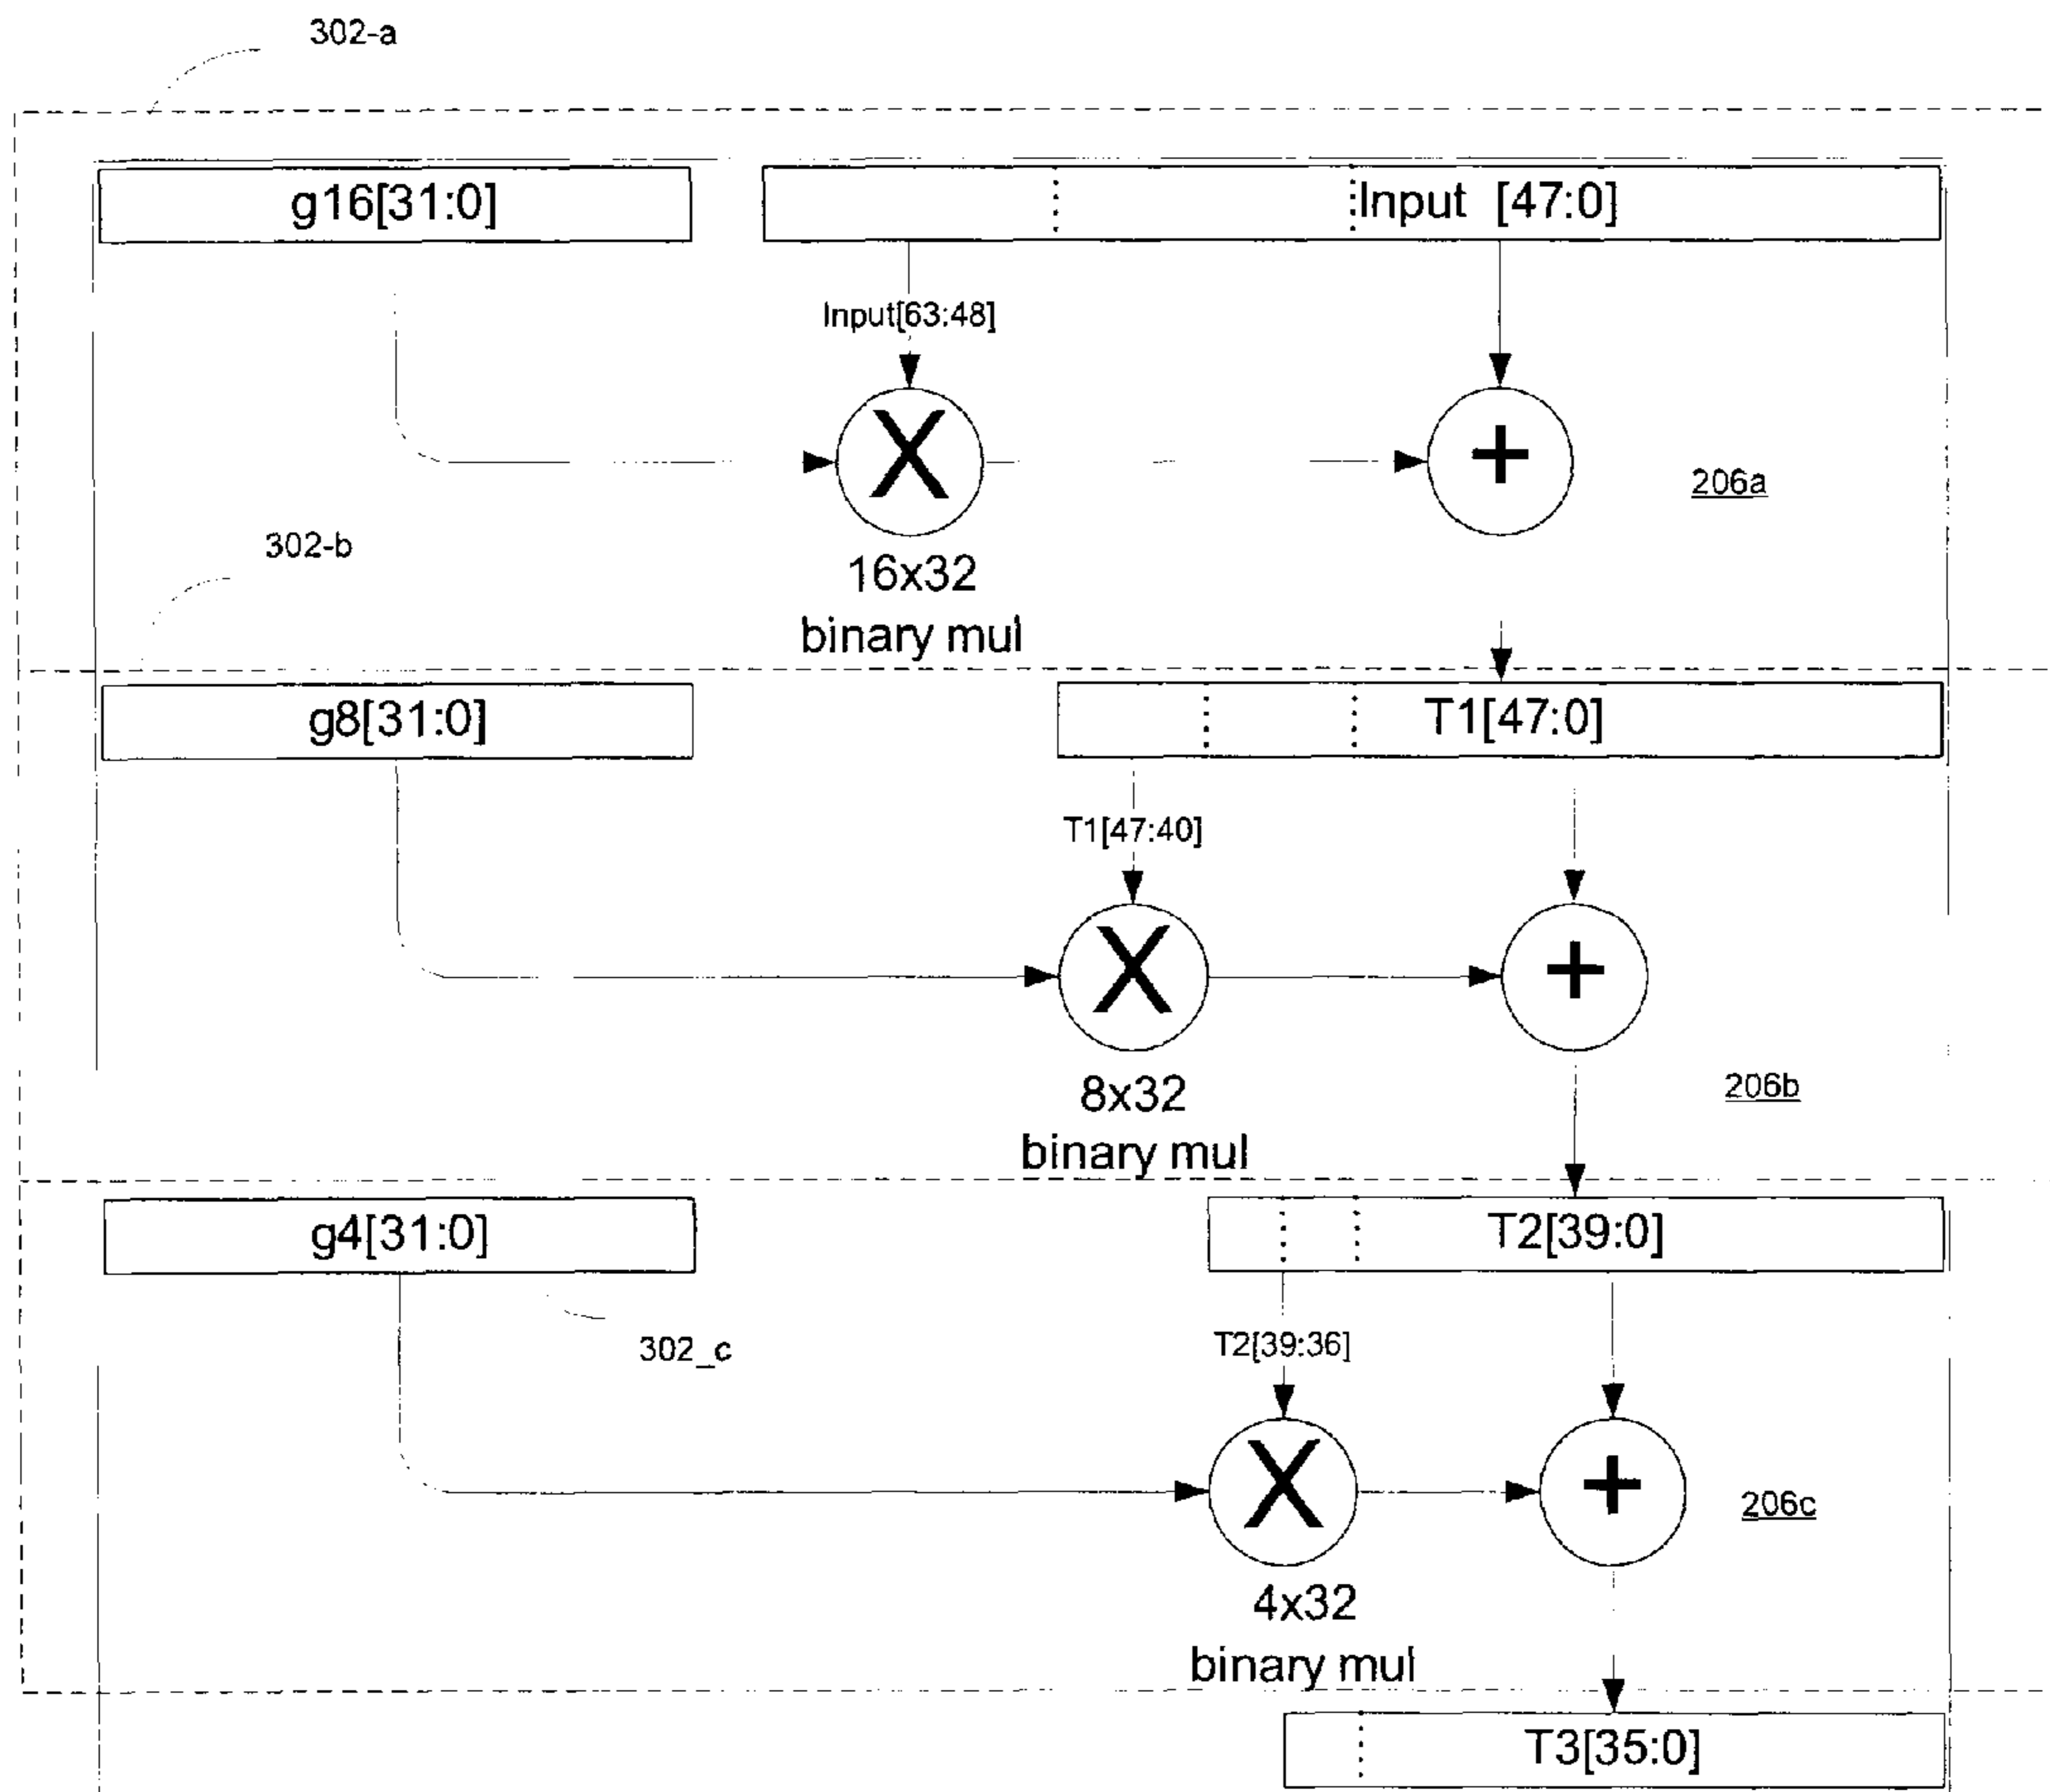 302-a
g16[31:0]
Input [47:0]
Input[63:48]
X
+
206a
302-b
16x32
binary mul
g8[31:0]
T1[47:0]
T1[47:40]
X
+
8x32
binary mul
206b
g4[31:0]
T2[39:0]
302_c
T2[39:36]
X
+
206c
4x32
binary mul
T3[35:0]